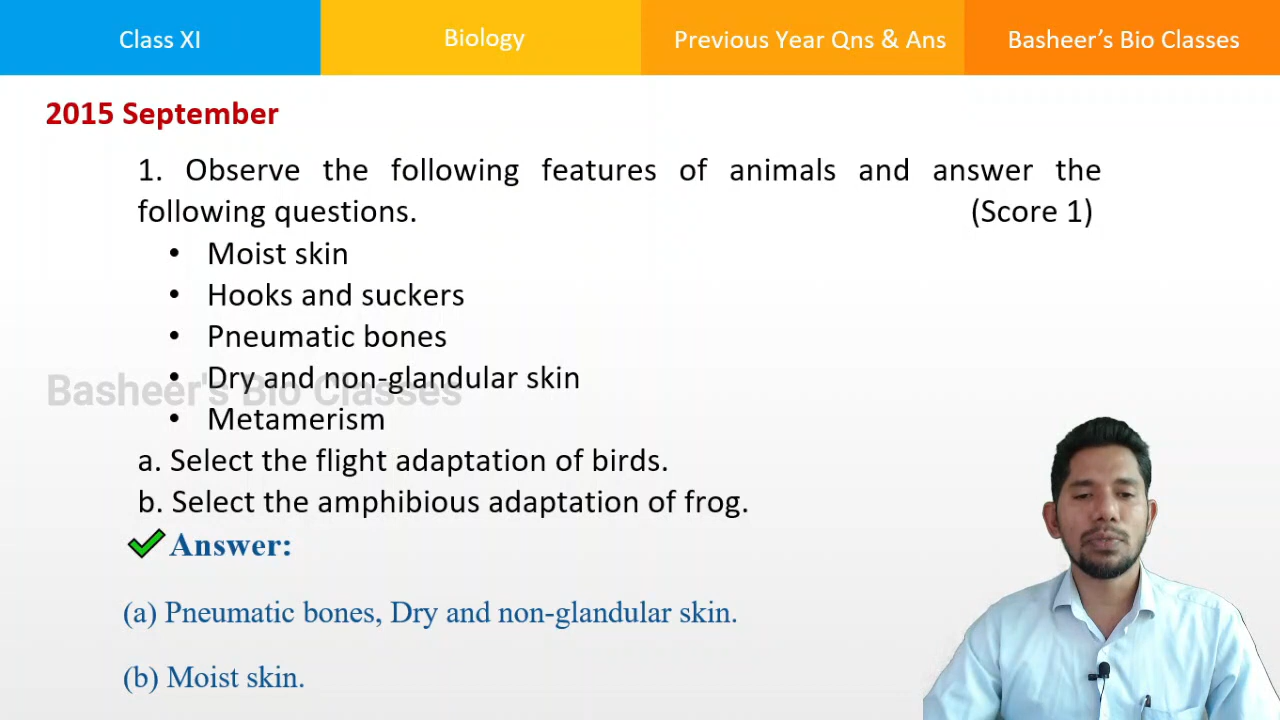 Class XI
Biology
Previous Year Qns & Ans
Basheer’s Bio Classes
2015 September
1. Observe the following features of animals and answer the
following questions. (Score 1)
• Moist skin
• Hooks and suckers
• Pneumatic bones
• Dry and non-glandular skin
Basheer's Bio Classes
• Metamerism
a. Select the flight adaptation of birds.
b. Select the amphibious adaptation of frog.
Answer:
(a) Pneumatic bones, Dry and non-glandular skin.
(b) Moist skin.